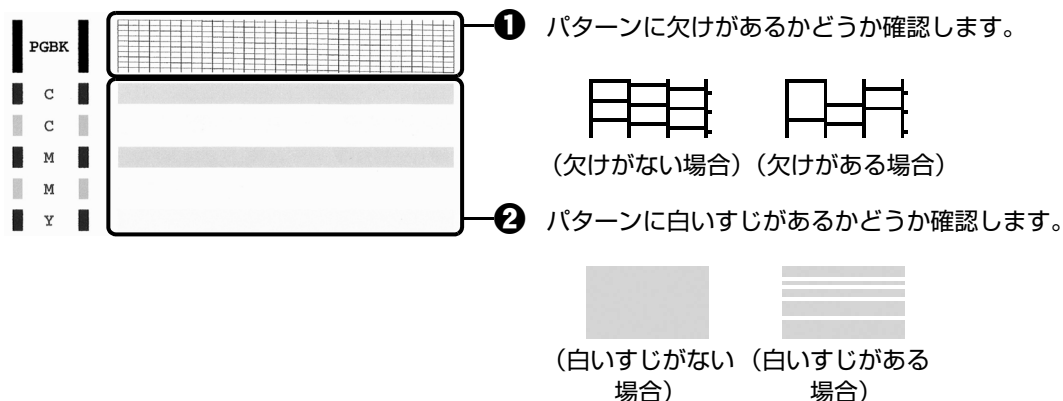 PGBK
C
C
M
M
Y
❶ パターンに欠けがあるかどうか確認します。
(欠けがない場合) (欠けがある場合)
❷ パターンに白いすじがあるかどうか確認します。
(白いすじがない (白いすじがある
場合) 場合)